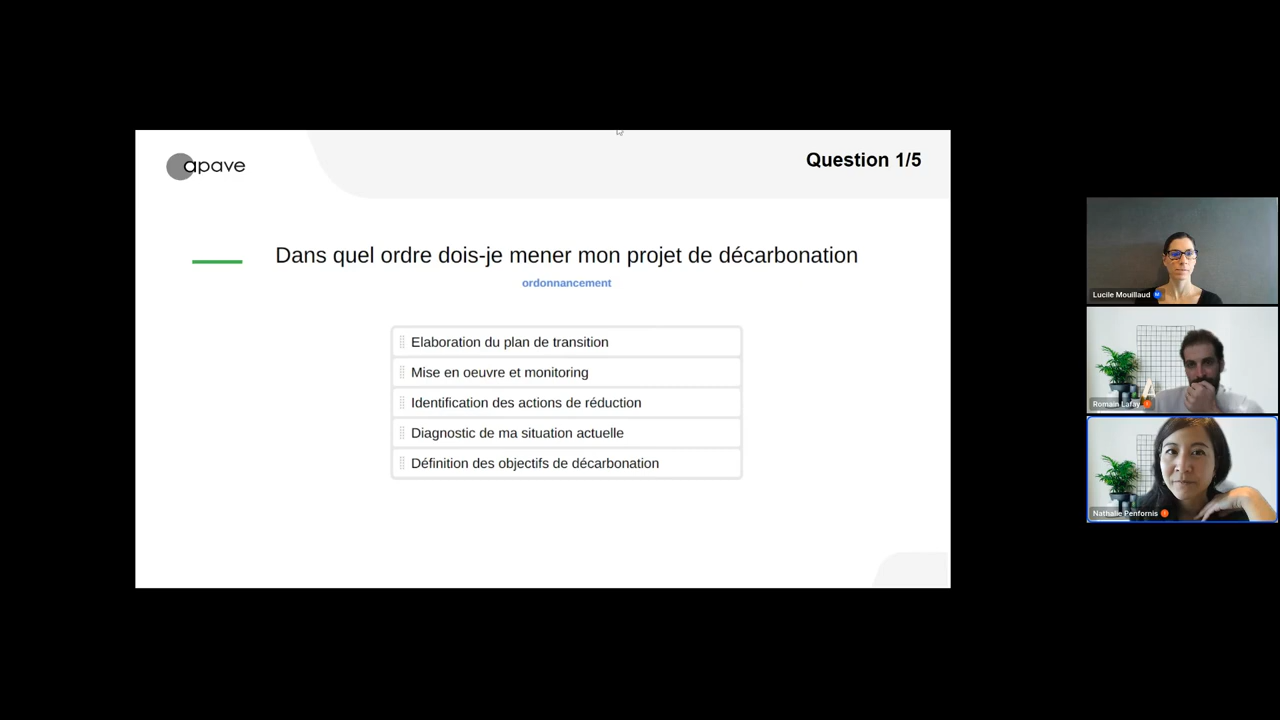 apave
Question 1/5
Dans quel ordre dois-je mener mon projet de décarbonation
ordonnancement
Elaboration du plan de transition
Mise en oeuvre et monitoring
Identification des actions de réduction
Diagnostic de ma situation actuelle
Définition des objectifs de décarbonation
Lucile Mouillaud
Romain Lafay
Nathalie Penfornis